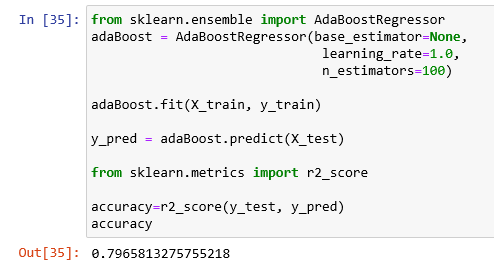 In [35]: from sklearn.ensemble import AdaBoostRegressor
adaBoost = AdaBoostRegressor(base_estimator=None,
learning_rate=1.0,
n_estimators=100)
adaBoost.fit(X_train, y_train)
y_pred = adaBoost.predict(X_test)
from sklearn.metrics import r2_score
accuracy=r2_score(y_test, y_pred)
accuracy
Out[35]: 0.7965813275755218